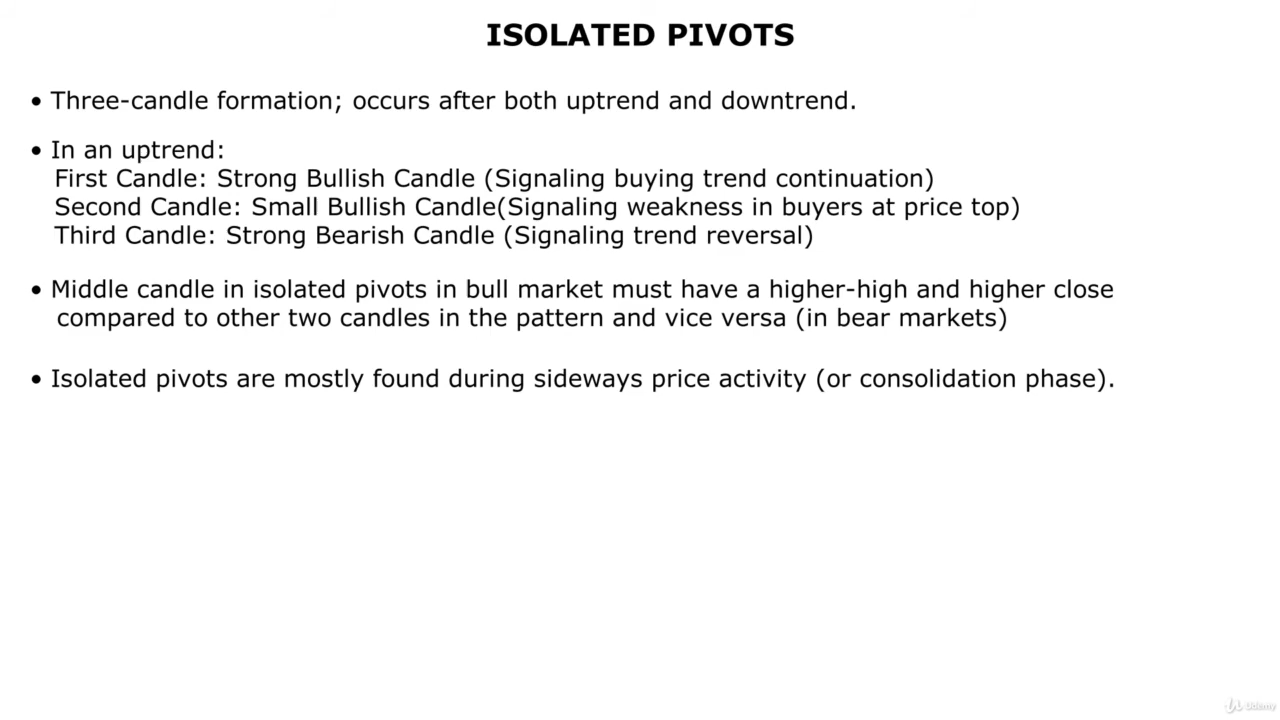 ISOLATED PIVOTS
• Three-candle formation; occurs after both uptrend and downtrend.
• In an uptrend:
First Candle: Strong Bullish Candle (Signaling buying trend continuation)
Second Candle: Small Bullish Candle(Signaling weakness in buyers at price top)
Third Candle: Strong Bearish Candle (Signaling trend reversal)
• Middle candle in isolated pivots in bull market must have a higher-high and higher close
compared to other two candles in the pattern and vice versa (in bear markets)
• Isolated pivots are mostly found during sideways price activity (or consolidation phase).
Udemy